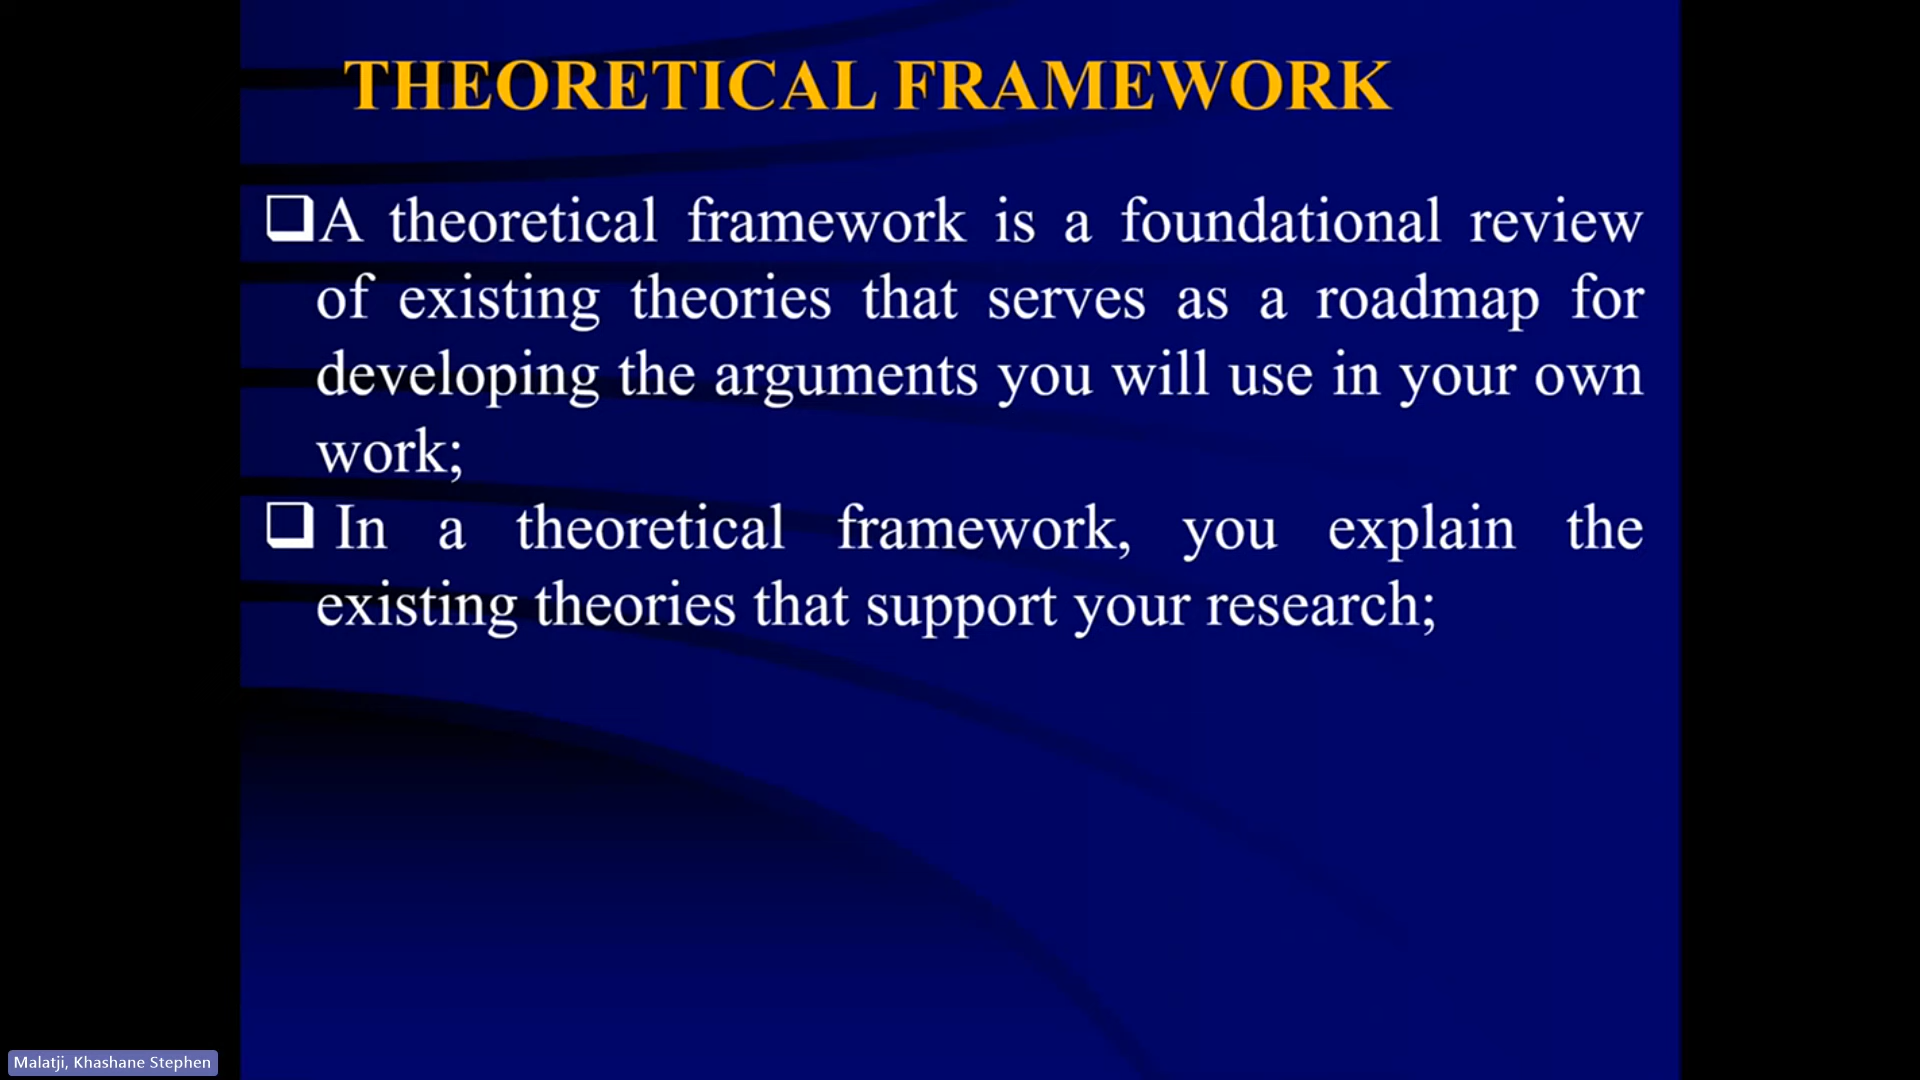 THEORETICAL FRAMEWORK
A theoretical framework is a foundational review
of existing theories that serves as a roadmap for
developing the arguments you will use in your own
work;
In a theoretical framework, you explain the
existing theories that support your research;
Malatji, Khashane Stephen